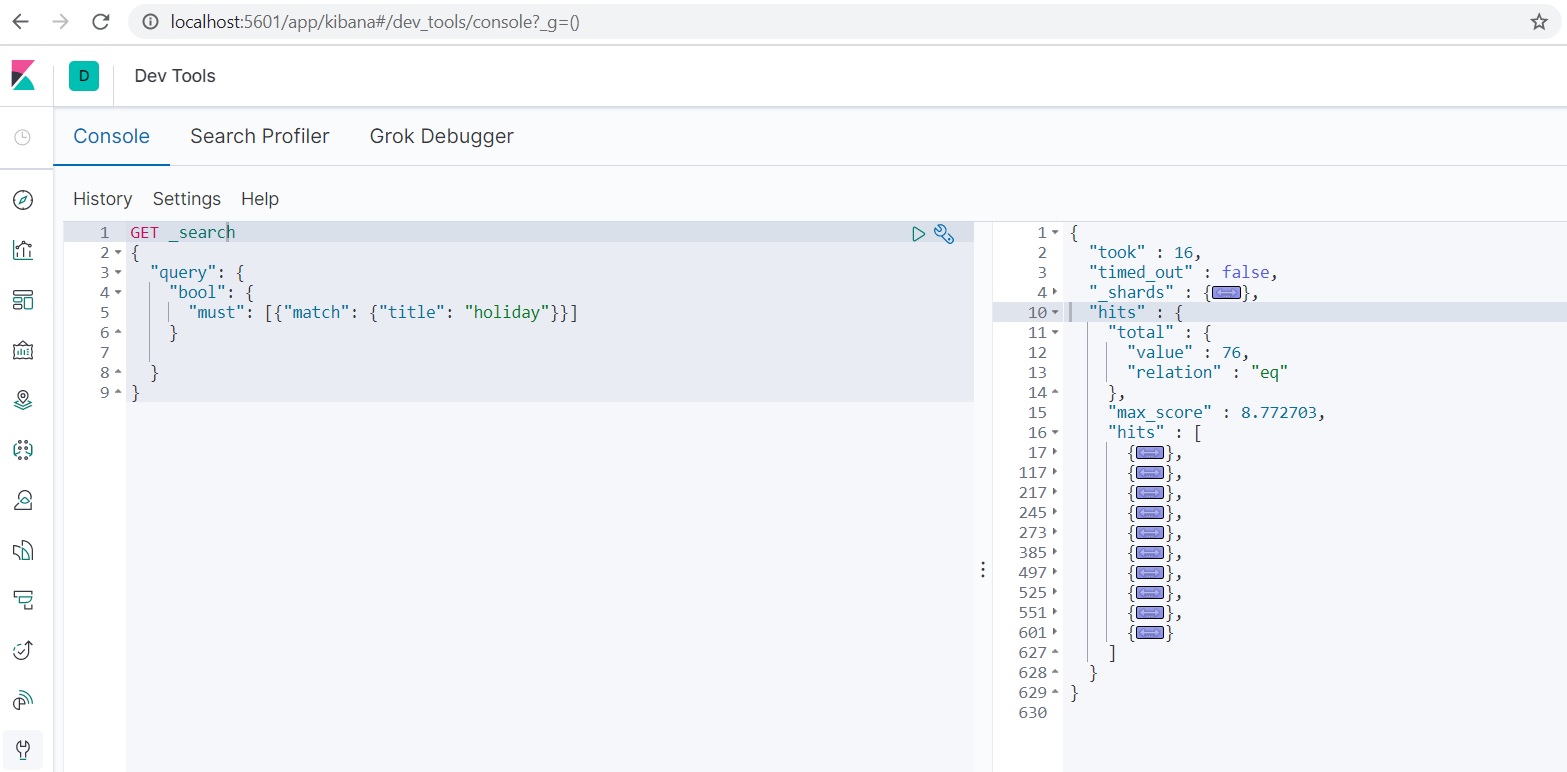 localhost:5601/app/kibana#/dev_tools/console?_g=()
D Dev Tools
Console Search Profiler Grok Debugger
History Settings Help
1 GET _search
2 {
3 "query": {
4 "bool": {
5 "must": [{"match": {"title": "holiday"}}]
6 }
7
8 }
9 }
1 {
2 "took" : 16,
3 "timed_out" : false,
4 "_shards" : {},
10 "hits" : {
11 "total" : {
12 "value" : 76,
13 "relation" : "eq"
14 },
15 "max_score" : 8.772703,
16 "hits" : [
17 {},
117 {},
217 {},
245 {},
273 {},
385 {},
497 {},
525 {},
551 {},
601 {}
627 ]
628 }
629 }
630